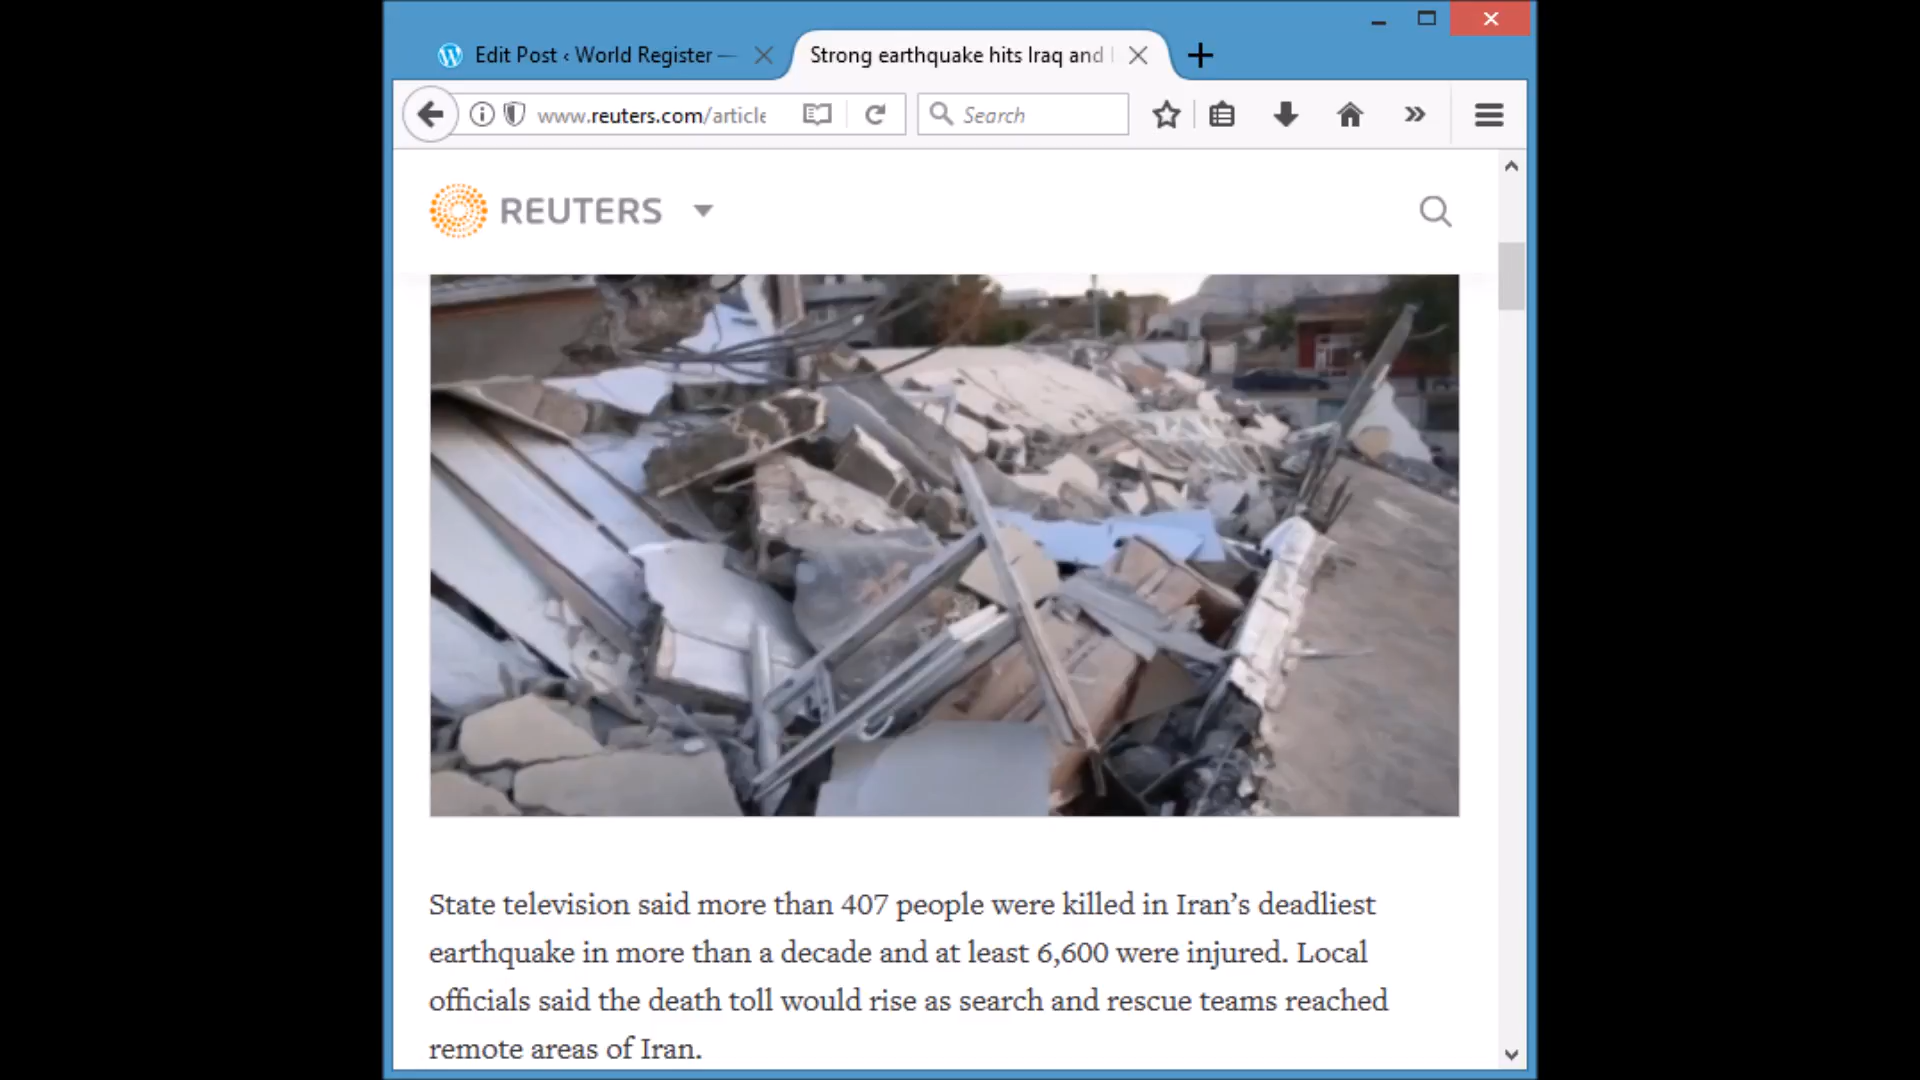 Edit Post ‹ World Register —
Strong earthquake hits Iraq and
www.reuters.com/article
Search
REUTERS
State television said more than 407 people were killed in Iran’s deadliest
earthquake in more than a decade and at least 6,600 were injured. Local
officials said the death toll would rise as search and rescue teams reached
remote areas of Iran.